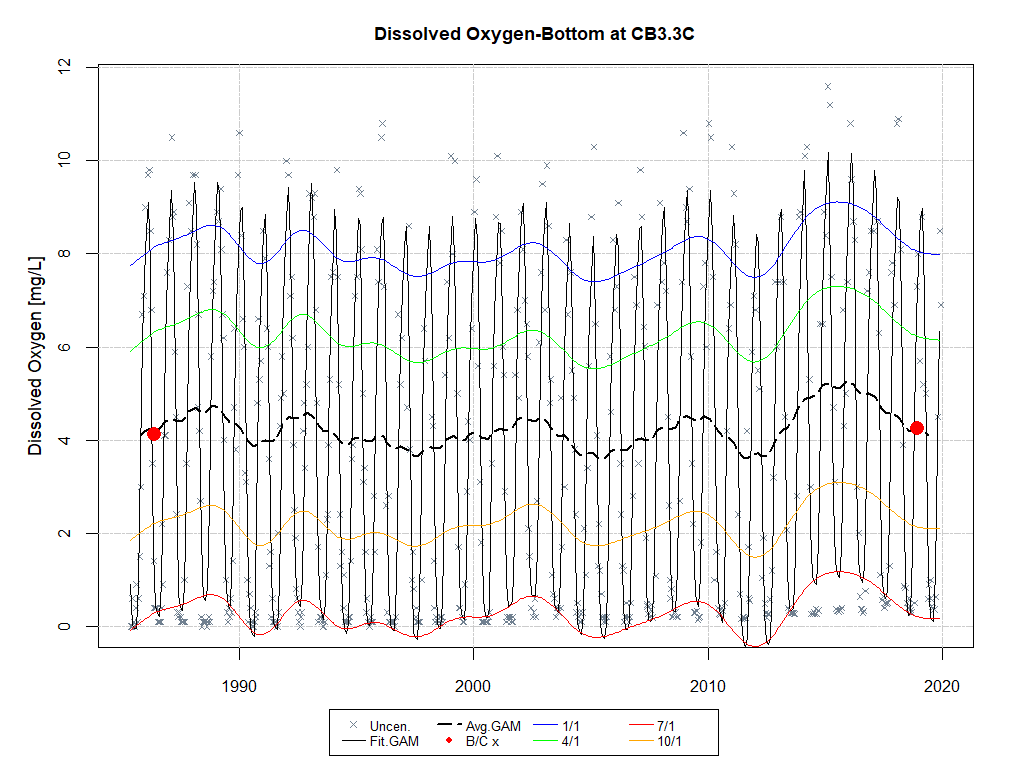 Dissolved Oxygen-Bottom at CB3.3C
Dissolved Oxygen [mg/L]
12
10
8
6
4
2
0
1990 2000 2010 2020
Uncen. Avg.GAM 1/1 7/1
Fit.GAM B/C x 4/1 10/1